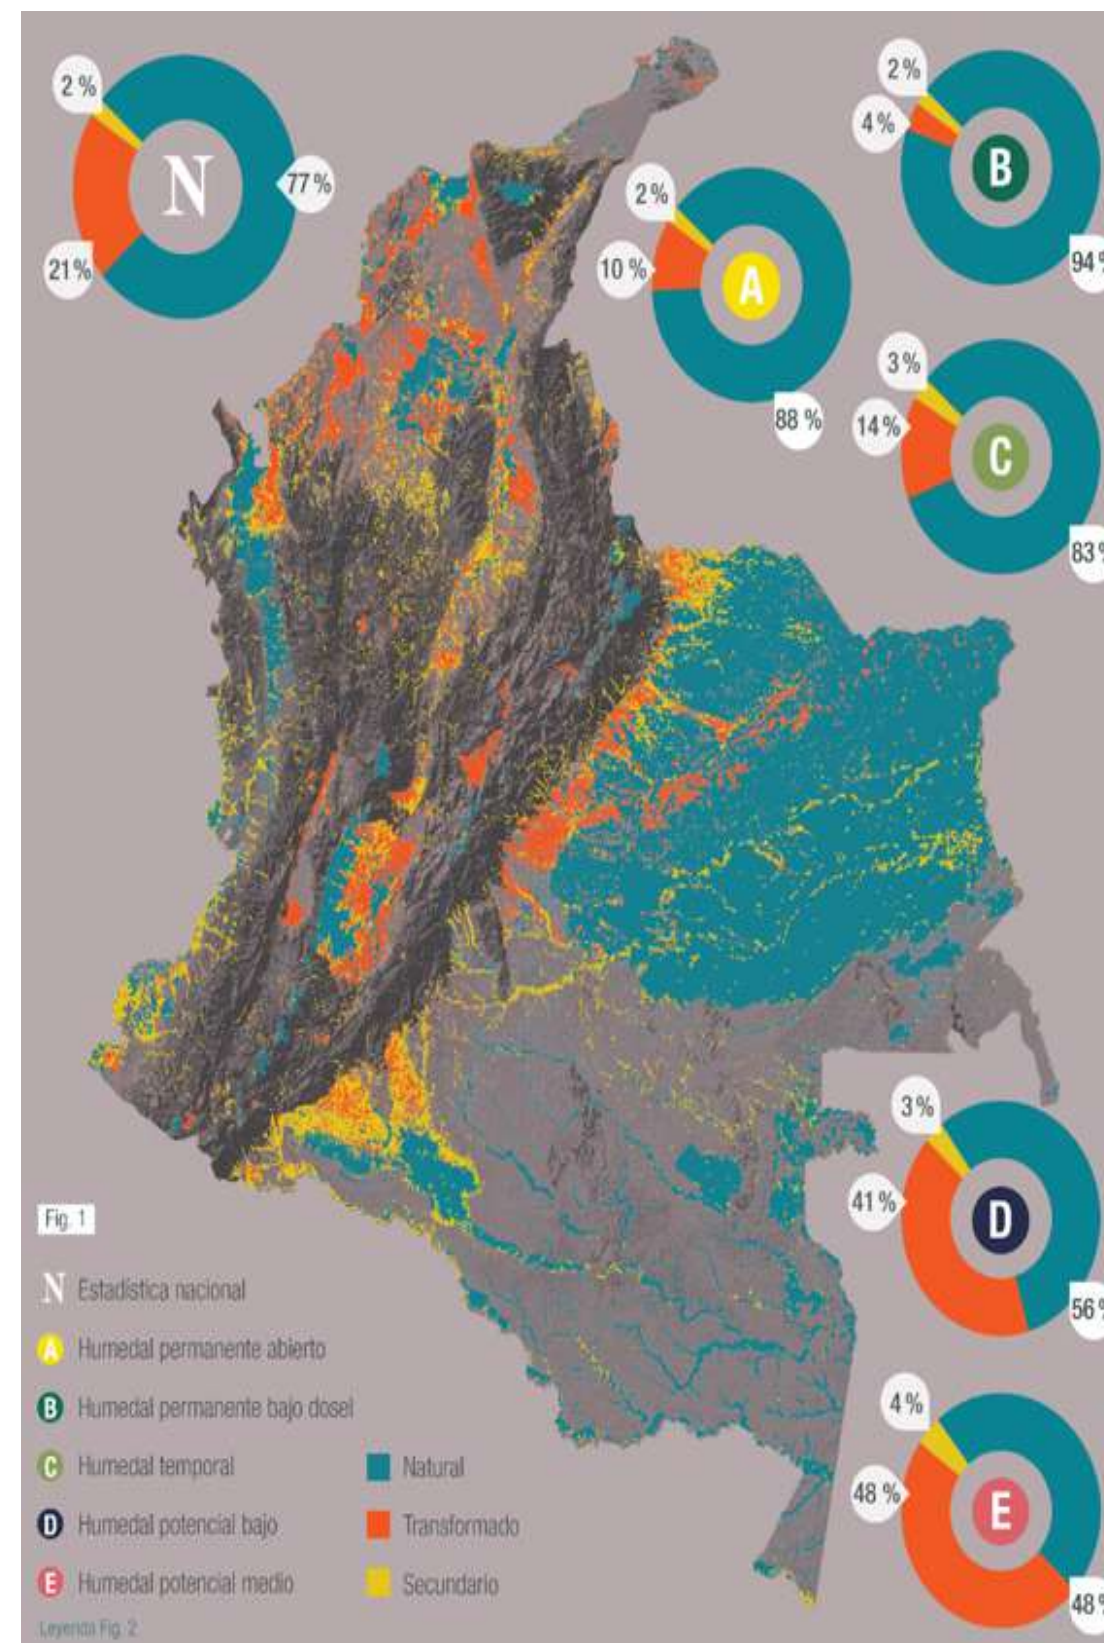 2 %
N
77 %
21 %
2 %
10 %
A
88 %
2 %
4 %
B
94 %
3 %
14 %
C
83 %
3 %
41 %
D
56 %
4 %
48 %
E
48 %
Fig. 1
N Estadística nacional
A Humedal permanente abierto
B Humedal permanente bajo dosel
C Humedal temporal
D Humedal potencial bajo
E Humedal potencial medio
Natural
Transformado
Secundario
Leyenda Fig. 2